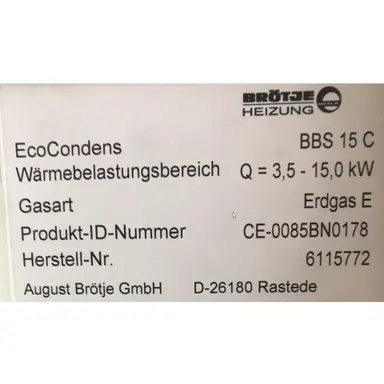 BRÖTJE
HEIZUNG
EcoCondens BBS 15 C
Wärmebelastungsbereich Q = 3,5 - 15,0 kW
Gasart Erdgas E
Produkt-ID-Nummer CE-0085BN0178
Herstell-Nr. 6115772
August Brötje GmbH D-26180 Rastede